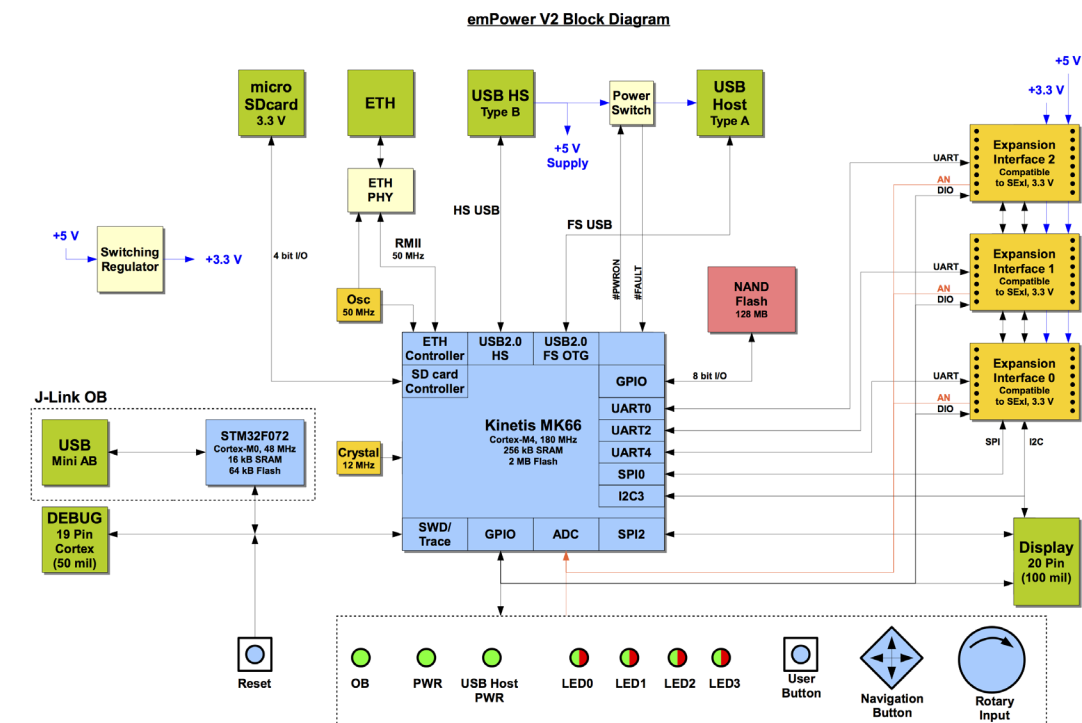 emPower V2 Block Diagram
+5 V
+3.3 V
micro
SDcard
3.3 V
ETH
USB HS
Type B
Power
Switch
USB
Host
Type A
+5 V
Supply
ETH
PHY
HS USB
FS USB
RMII
50 MHz
4 bit I/O
#PWRON
#FAULT
+5 V
Switching
Regulator
+3.3 V
Osc
50 MHz
NAND
Flash
128 MB
8 bit I/O
UART
AN
DIO
Expansion
Interface 2
Compatible
to SExI, 3.3 V
UART
AN
DIO
Expansion
Interface 1
Compatible
to SExI, 3.3 V
UART
AN
DIO
Expansion
Interface 0
Compatible
to SExI, 3.3 V
SPI
I2C
ETH
Controller
USB2.0
HS
USB2.0
FS OTG
SD card
Controller
GPIO
UART0
UART2
UART4
SPI0
I2C3
Kinetis MK66
Cortex-M4, 180 MHz
256 kB SRAM
2 MB Flash
SWD/
Trace
GPIO
ADC
SPI2
Crystal
12 MHz
J-Link OB
USB
Mini AB
STM32F072
Cortex-M0, 48 MHz
16 kB SRAM
64 kB Flash
DEBUG
19 Pin
Cortex
(50 mil)
Display
20 Pin
(100 mil)
Reset
OB
PWR
USB Host
PWR
LED0
LED1
LED2
LED3
User
Button
Navigation
Button
Rotary
Input